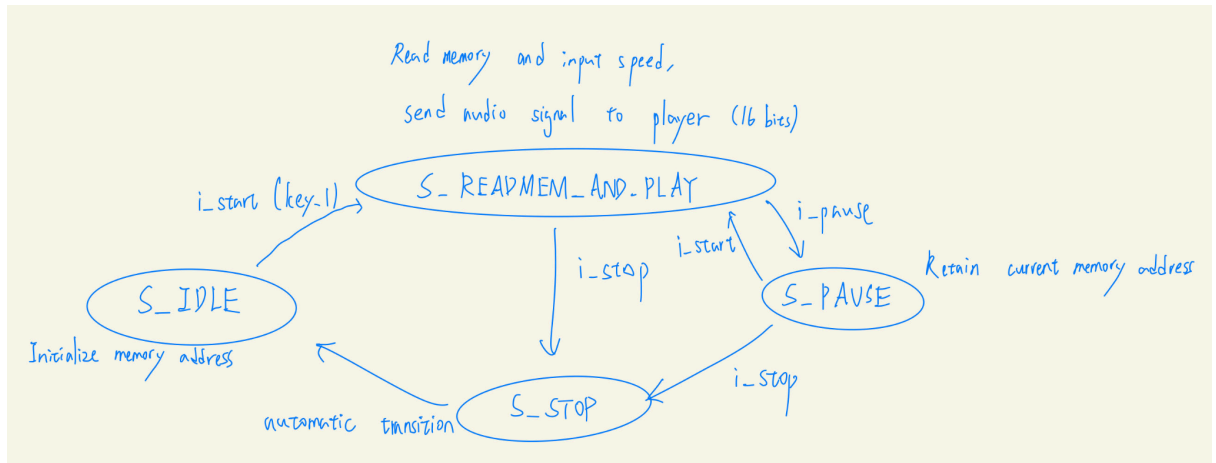 Read memory and input speed,
send audio signal to player (16 bits)
S_READMEM_AND_PLAY
i_start (key_1)
i_pause
i_start
i_stop
Retain current memory address
S_PAUSE
S_IDLE
Initialize memory address
i_stop
S_STOP
automatic transition